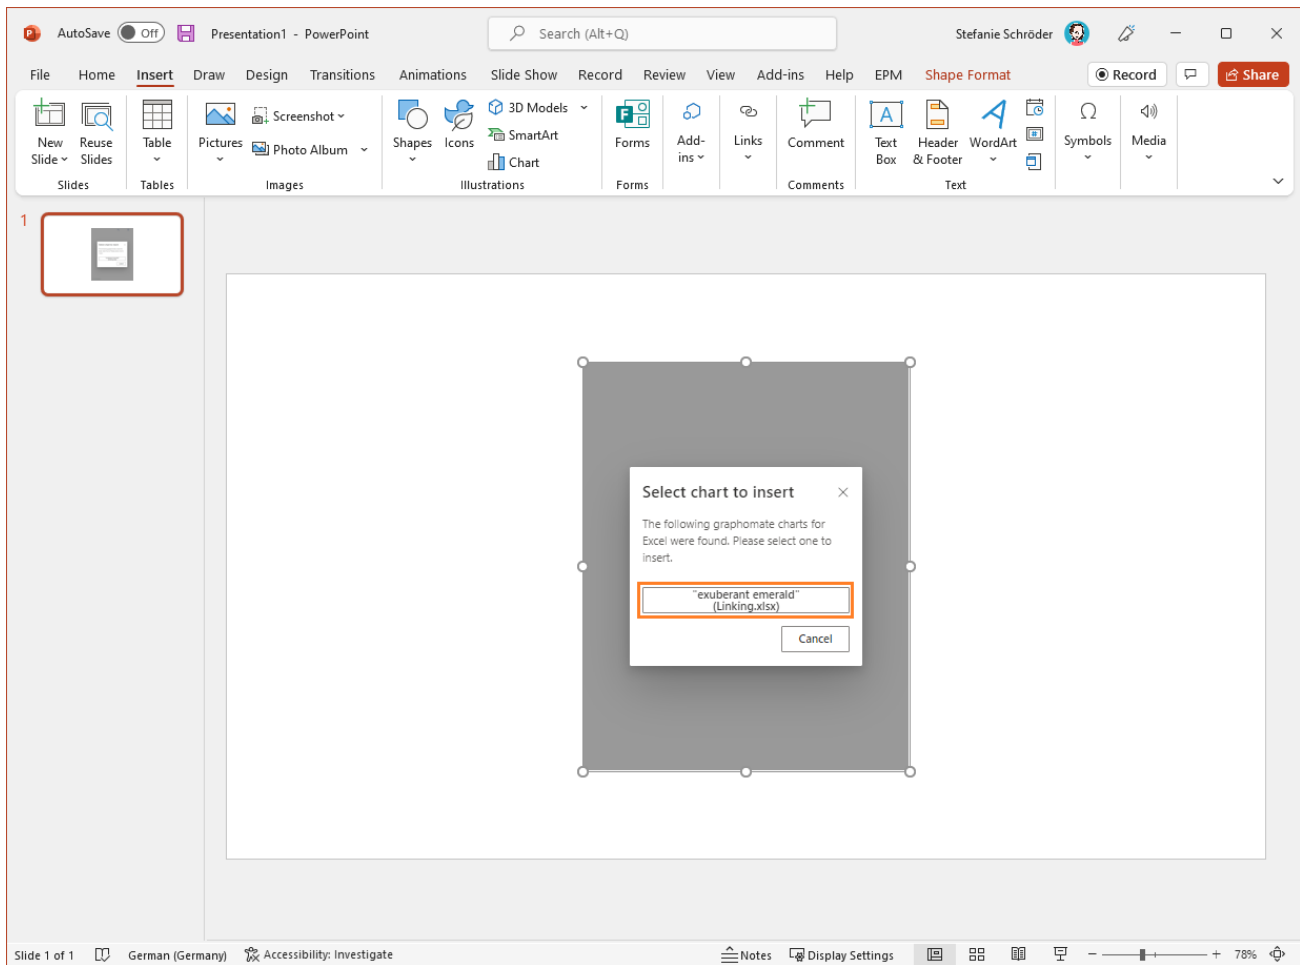 AutoSave Off Presentation1 - PowerPoint Search (Alt+Q) Stefanie Schröder
File Home Insert Draw Design Transitions Animations Slide Show Record Review View Add-ins Help EPM Shape Format Record Share
New Slide
Reuse Slides
Slides
Table
Tables
Pictures
Screenshot
Photo Album
Images
Shapes
Icons
3D Models
SmartArt
Chart
Illustrations
Forms
Forms
Add-ins
Links
Comment
Comments
Text Box
Header & Footer
WordArt
Text
Symbols
Media
1
Select chart to insert
The following graphomate charts for
Excel were found. Please select one to
insert.
"exuberant emerald"
(Linking.xlsx)
Cancel
Slide 1 of 1 German (Germany) Accessibility: Investigate Notes Display Settings 78%